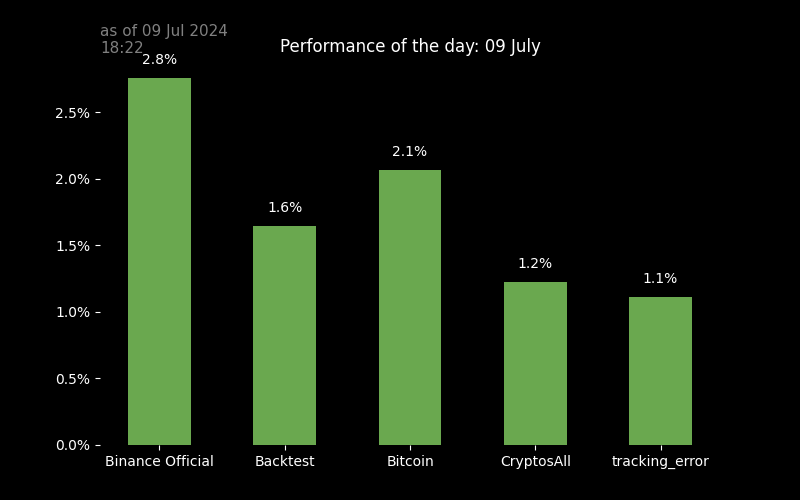 as of 09 Jul 2024
18:22
Performance of the day: 09 July
2.8%
1.6%
2.1%
1.2%
1.1%
2.5%
2.0%
1.5%
1.0%
0.5%
0.0%
Binance Official
Backtest
Bitcoin
CryptosAll
tracking_error